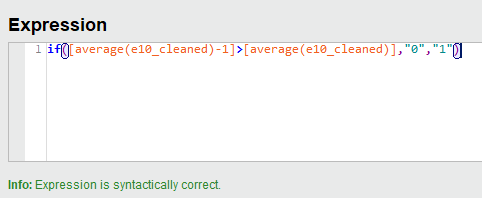 Expression
1 if([average(e10_cleaned)-1]>[average(e10_cleaned)],"0","1")
Info: Expression is syntactically correct.